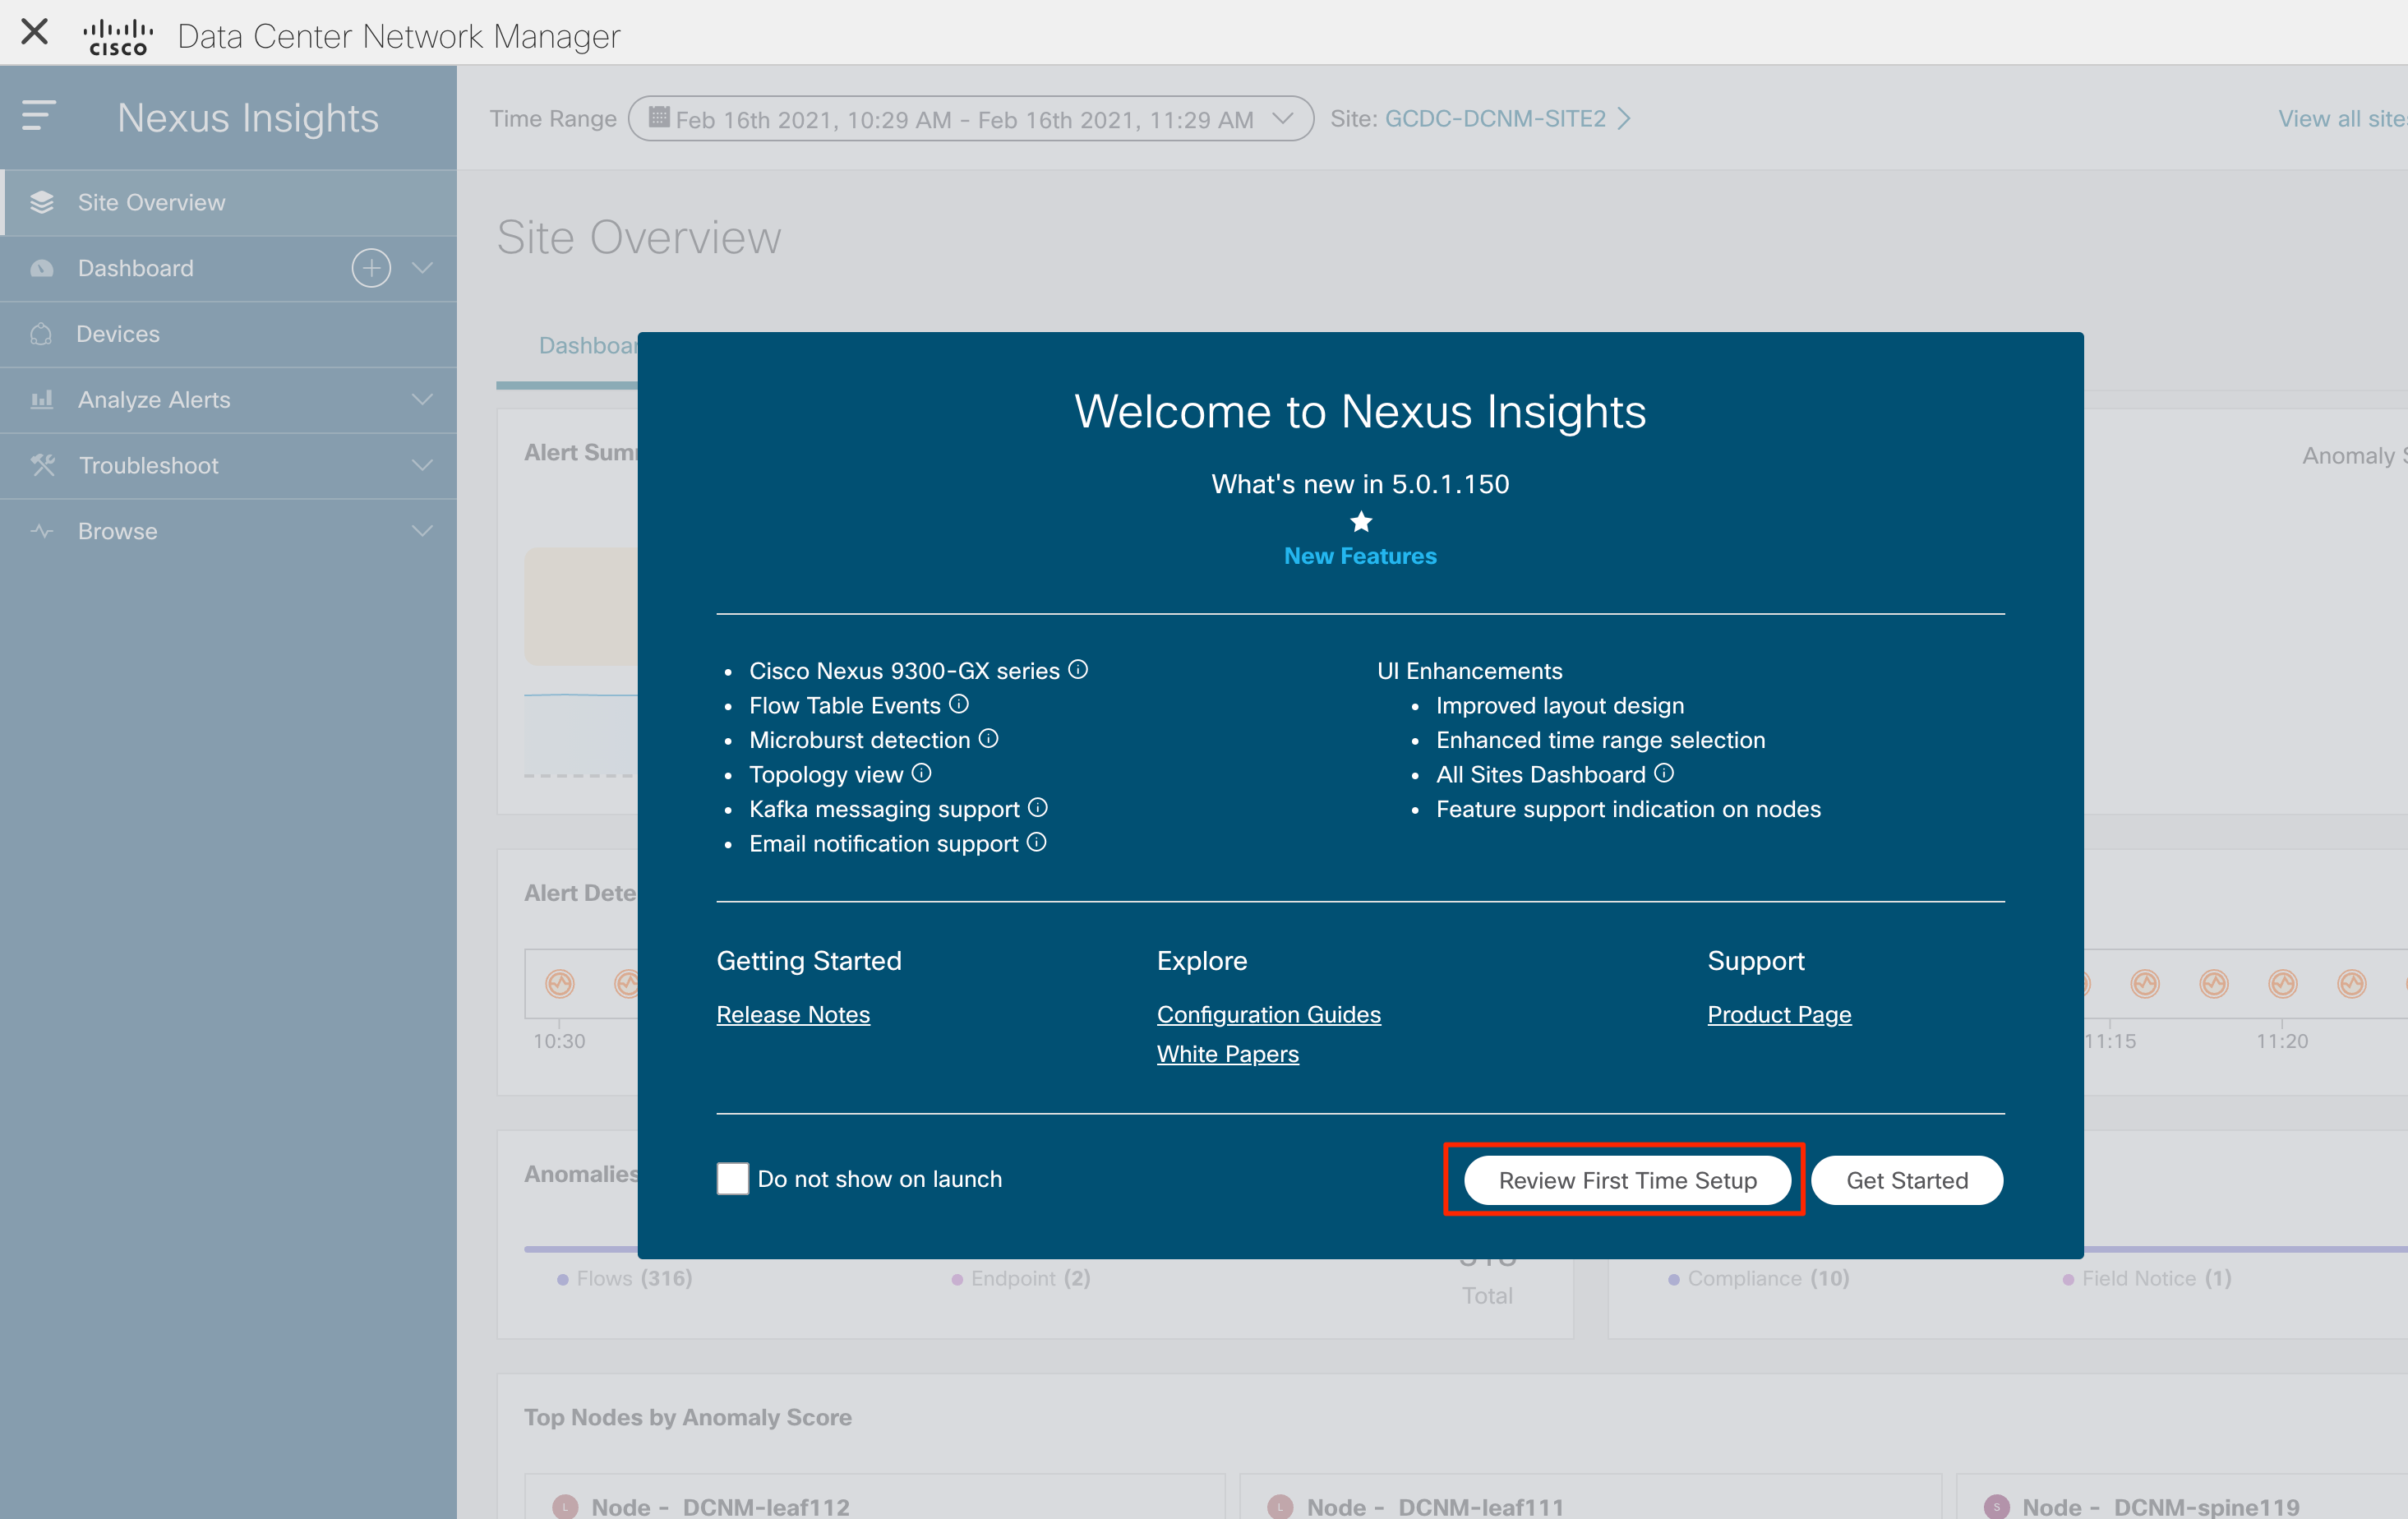 CISCO
Data Center Network Manager
Nexus Insights
Time Range
Feb 16th 2021, 10:29 AM - Feb 16th 2021, 11:29 AM
Site: GCDC-DCNM-SITE2
View all sites
Site Overview
Dashboard
Devices
Analyze Alerts
Troubleshoot
Browse
Site Overview
Alert
Anomaly
Welcome to Nexus Insights
What's new in 5.0.1.150
New Features
Cisco Nexus 9300-GX series
Flow Table Events
Microburst detection
Topology view
Kafka messaging support
Email notification support
UI Enhancements
Improved layout design
Enhanced time range selection
All Sites Dashboard
Feature support indication on nodes
Getting Started
Release Notes
Explore
Configuration Guides
White Papers
Support
Product Page
Do not show on launch
Review First Time Setup
Get Started
Alert
10:30
11:15
11:20
Anomalies
Flows (316)
Endpoint (2)
Total
Compliance (10)
Field Notice (1)
Top Nodes by Anomaly Score
L Node - DCNM-leaf112
L Node - DCNM-leaf111
S Node - DCNM-spine119